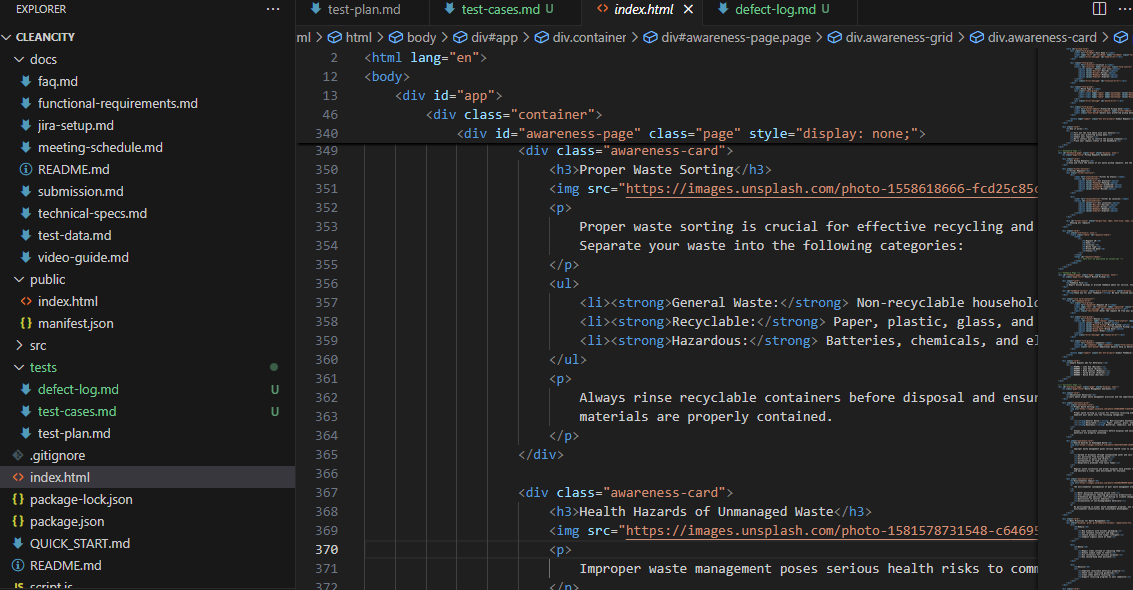 EXPLORER
CLEANCITY
docs
faq.md
functional-requirements.md
jira-setup.md
meeting-schedule.md
README.md
submission.md
technical-specs.md
test-data.md
video-guide.md
public
index.html
manifest.json
src
tests
defect-log.md U
test-cases.md U
test-plan.md
.gitignore
index.html
package-lock.json
package.json
QUICK_START.md
README.md
script.js
test-plan.md test-cases.md U index.html defect-log.md U
ml > html > body > div#app > div.container > div#awareness-page.page > div.awareness-grid > div.awareness-card >
2 <html lang="en">
12 <body>
13 <div id="app">
46 <div class="container">
340 <div id="awareness-page" class="page" style="display: none;">
349 <div class="awareness-card">
350 <h3>Proper Waste Sorting</h3>
351 <img src="https://images.unsplash.com/photo-1558618666-fcd25c85c
352 <p>
353 Proper waste sorting is crucial for effective recycling and
354 Separate your waste into the following categories:
355 </p>
356 <ul>
357 <li><strong>General Waste:</strong> Non-recyclable household
358 <li><strong>Recyclable:</strong> Paper, plastic, glass, and
359 <li><strong>Hazardous:</strong> Batteries, chemicals, and el
360 </ul>
361 <p>
362 Always rinse recyclable containers before disposal and ensur
363 materials are properly contained.
364 </p>
365 </div>
366
367 <div class="awareness-card">
368 <h3>Health Hazards of Unmanaged Waste</h3>
369 <img src="https://images.unsplash.com/photo-1581578731548-c64695
370 <p>
371 Improper waste management poses serious health risks to comm
372 </p>